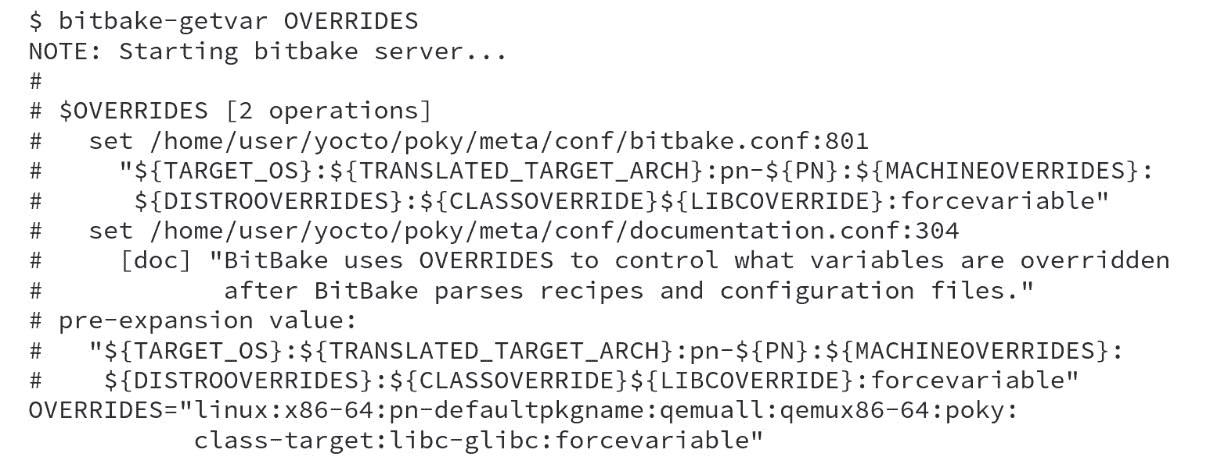 $ bitbake-getvar OVERRIDES
NOTE: Starting bitbake server...
#
# $OVERRIDES [2 operations]
#   set /home/user/yocto/poky/meta/conf/bitbake.conf:801
#     "${TARGET_OS}:${TRANSLATED_TARGET_ARCH}:pn-${PN}:${MACHINEOVERRIDES}:
#      ${DISTROOVERRIDES}:${CLASSOVERRIDE}${LIBCOVERRIDE}:forcevariable"
#   set /home/user/yocto/poky/meta/conf/documentation.conf:304
#     [doc] "BitBake uses OVERRIDES to control what variables are overridden
#            after BitBake parses recipes and configuration files."
# pre-expansion value:
#   "${TARGET_OS}:${TRANSLATED_TARGET_ARCH}:pn-${PN}:${MACHINEOVERRIDES}:
#    ${DISTROOVERRIDES}:${CLASSOVERRIDE}${LIBCOVERRIDE}:forcevariable"
OVERRIDES="linux:x86-64:pn-defaultpkgname:qemuall:qemux86-64:poky:
           class-target:libc-glibc:forcevariable"